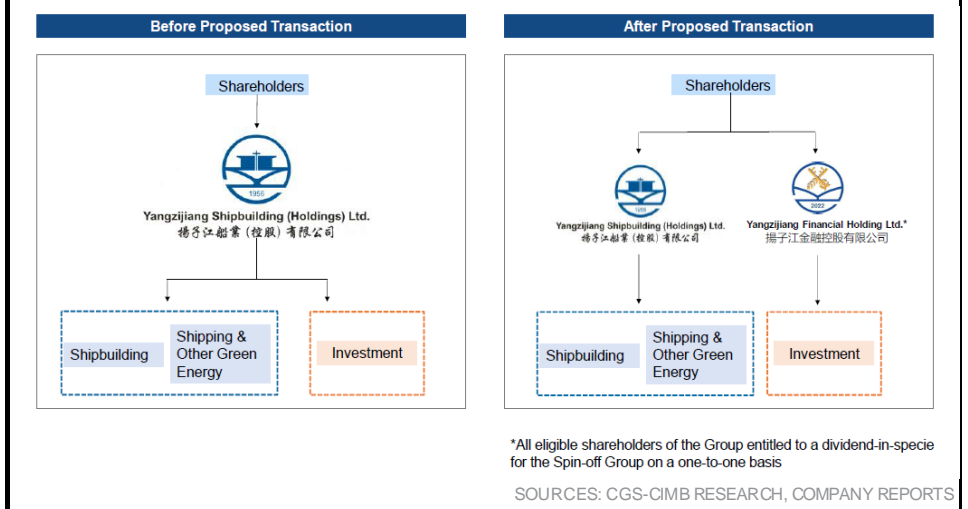 Before Proposed Transaction
Shareholders
1956
Yangzijiang Shipbuilding (Holdings) Ltd.
揚子江船業(控股)有限公司
Shipbuilding
Shipping &
Other Green
Energy
Investment
After Proposed Transaction
Shareholders
1956
Yangzijiang Shipbuilding (Holdings) Ltd.
揚子江船業(控股)有限公司
2022
Yangzijiang Financial Holding Ltd.*
揚子江金融控股有限公司
Shipbuilding
Shipping &
Other Green
Energy
Investment
*All eligible shareholders of the Group entitled to a dividend-in-specie
for the Spin-off Group on a one-to-one basis
SOURCES: CGS-CIMB RESEARCH, COMPANY REPORTS